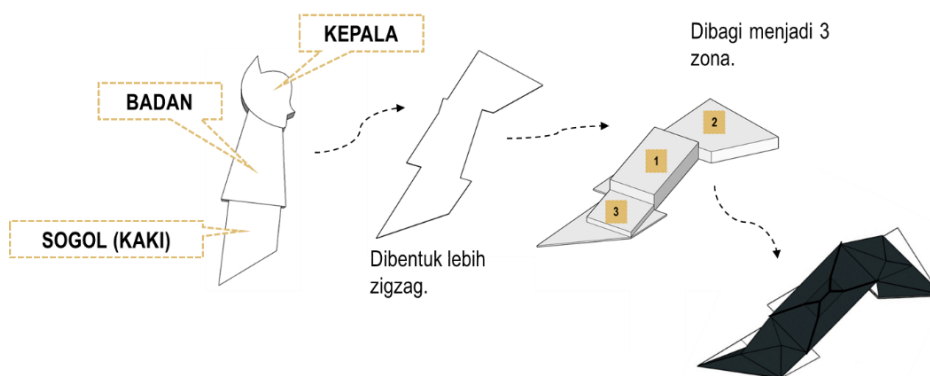 KEPALA
BADAN
SOGOL (KAKI)
Dibentuk lebih
zigzag.
Dibagi menjadi 3
zona.
2
1
3